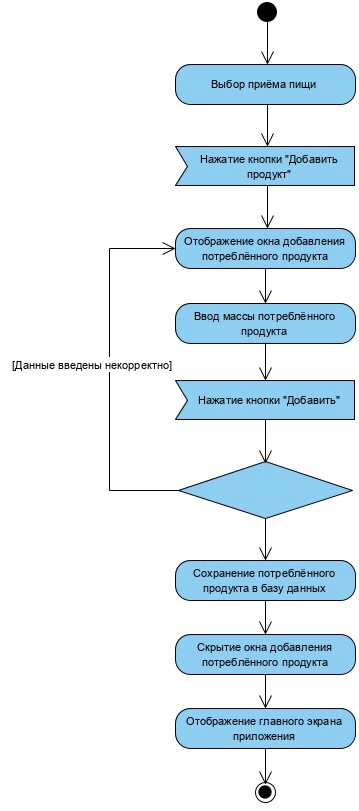 Выбор приёма пищи
Нажатие кнопки "Добавить
продукт"
Отображение окна добавления
потреблённого продукта
Ввод массы потреблённого
продукта
[Данные введены некорректно]
Нажатие кнопки "Добавить"
Сохранение потреблённого
продукта в базу данных
Скрытие окна добавления
потреблённого продукта
Отображение главного экрана
приложения